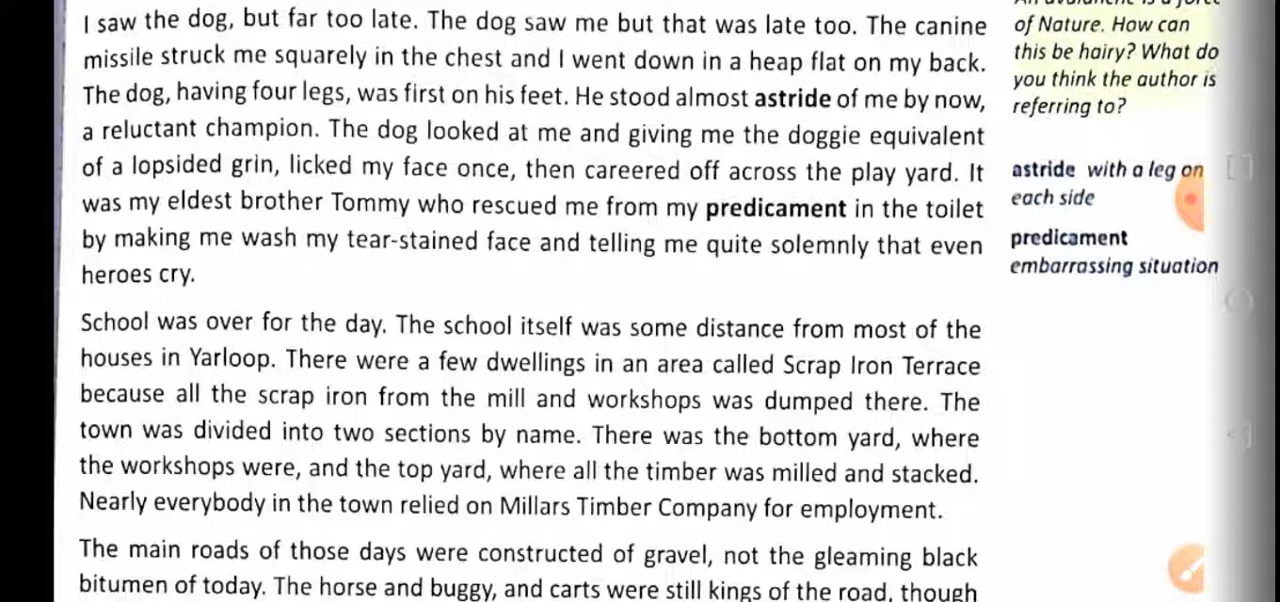 I saw the dog, but far too late. The dog saw me but that was late too. The canine
missile struck me squarely in the chest and I went down in a heap flat on my back.
The dog, having four legs, was first on his feet. He stood almost astride of me by now,
a reluctant champion. The dog looked at me and giving me the doggie equivalent
of a lopsided grin, licked my face once, then careered off across the play yard. It
was my eldest brother Tommy who rescued me from my predicament in the toilet
by making me wash my tear-stained face and telling me quite solemnly that even
heroes cry.
School was over for the day. The school itself was some distance from most of the
houses in Yarloop. There were a few dwellings in an area called Scrap Iron Terrace
because all the scrap iron from the mill and workshops was dumped there. The
town was divided into two sections by name. There was the bottom yard, where
the workshops were, and the top yard, where all the timber was milled and stacked.
Nearly everybody in the town relied on Millars Timber Company for employment.
The main roads of those days were constructed of gravel, not the gleaming black
bitumen of today. The horse and buggy, and carts were still kings of the road, though
An avalanche is a force
of Nature. How can
this be hairy? What do
you think the author is
referring to?
astride with a leg on
each side
predicament
embarrassing situation